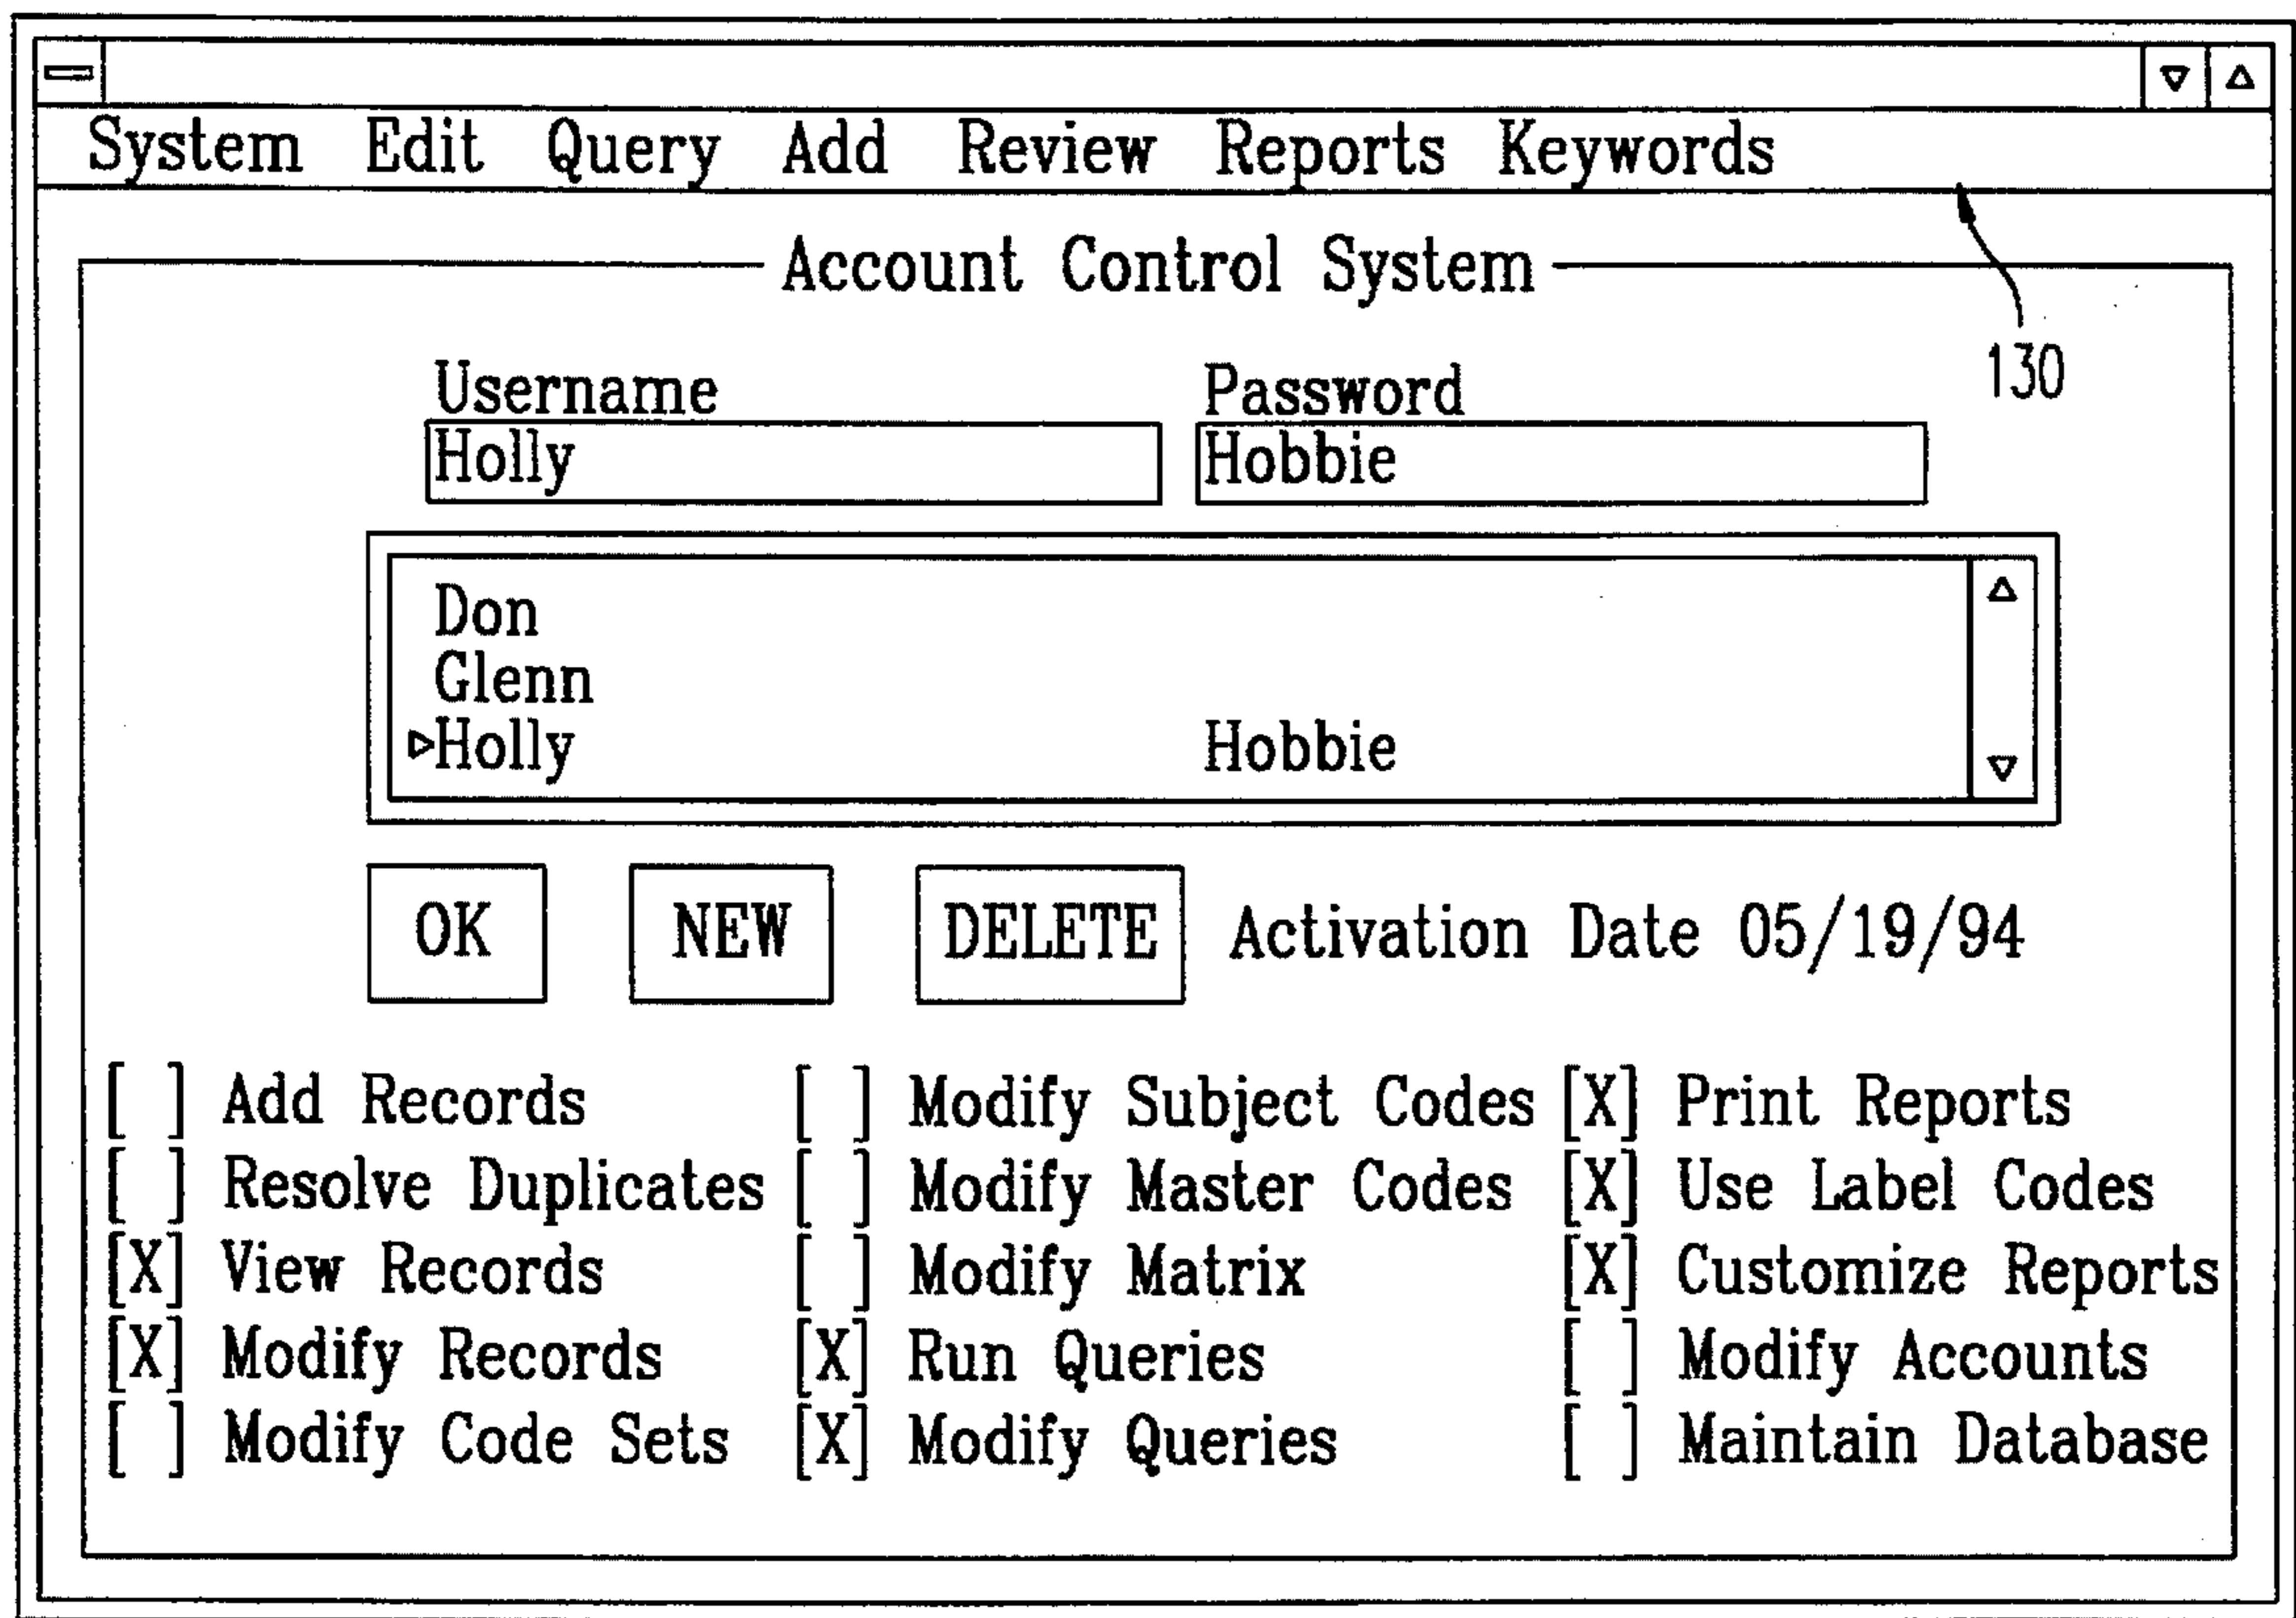 System Edit Query Add Review Reports Keywords
Account Control System
130
Username Password
Holly Hobbie
Don
Glenn
Holly Hobbie
OK NEW DELETE Activation Date 05/19/94
[ ] Add Records [ ] Modify Subject Codes [X] Print Reports
[ ] Resolve Duplicates [ ] Modify Master Codes [X] Use Label Codes
[X] View Records [ ] Modify Matrix [X] Customize Reports
[X] Modify Records [X] Run Queries [ ] Modify Accounts
[ ] Modify Code Sets [X] Modify Queries [ ] Maintain Database